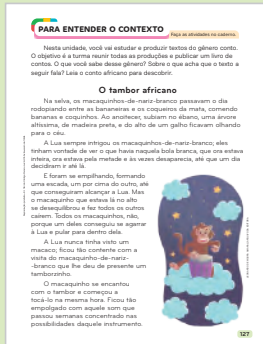 PARA ENTENDER O CONTEXTO
Faça as atividades no caderno.
Nesta unidade, você vai estudar e produzir textos do gênero conto.
O objetivo é a turma reunir todas as produções e publicar um livro de
contos. O que você sabe desse gênero? Sobre o que acha que o texto a
seguir fala? Leia o conto africano para descobrir.
O tambor africano
Na selva, os macaquinhos-de-nariz-branco passavam o dia
rodopiando entre as bananeiras e os coqueiros da mata, comendo
bananas e coquinhos. Ao anoitecer, subiam no ébano, uma árvore
altíssima, de madeira preta, e do alto de um galho ficavam olhando
para o céu.
A Lua sempre intrigou os macaquinhos-de-nariz-branco; eles
tinham vontade de ver o que havia naquela bola branca, que ora estava
inteira, ora estava pela metade e às vezes desaparecia, até que um dia
decidiram ir até lá.
E foram se empilhando, formando
uma escada, um por cima do outro, até
que conseguiram alcançar a Lua. Mas
o macaquinho que estava lá no alto
se desequilibrou e fez todos os outros
caírem. Todos os macaquinhos, não,
porque um deles conseguiu se agarrar
à Lua e pular para dentro dela.
A Lua nunca tinha visto um
macaco; ficou tão contente com a
visita do macaquinho-de-nariz-
-branco que lhe deu de presente um
tamborzinho.
O macaquinho se encantou
com o tambor e começou a
tocá-lo na mesma hora. Ficou tão
empolgado com aquele som que
passou semanas concentrado nas
possibilidades daquele instrumento.
127